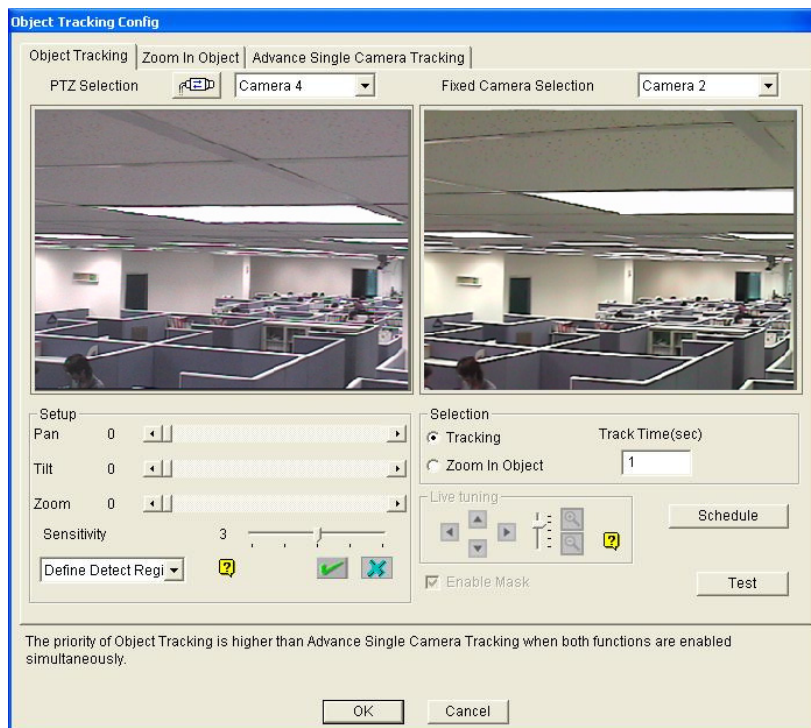 Object Tracking Config
Object Tracking Zoom In Object Advance Single Camera Tracking
PTZ Selection Camera 4 Fixed Camera Selection Camera 2
Setup
Pan 0
Tilt 0
Zoom 0
Sensitivity 3
Define Detect Regi
?
Selection
Tracking Track Time(sec)
Zoom In Object 1
Live tuning
?
Schedule
Enable Mask
Test
The priority of Object Tracking is higher than Advance Single Camera Tracking when both functions are enabled
simultaneously.
OK Cancel